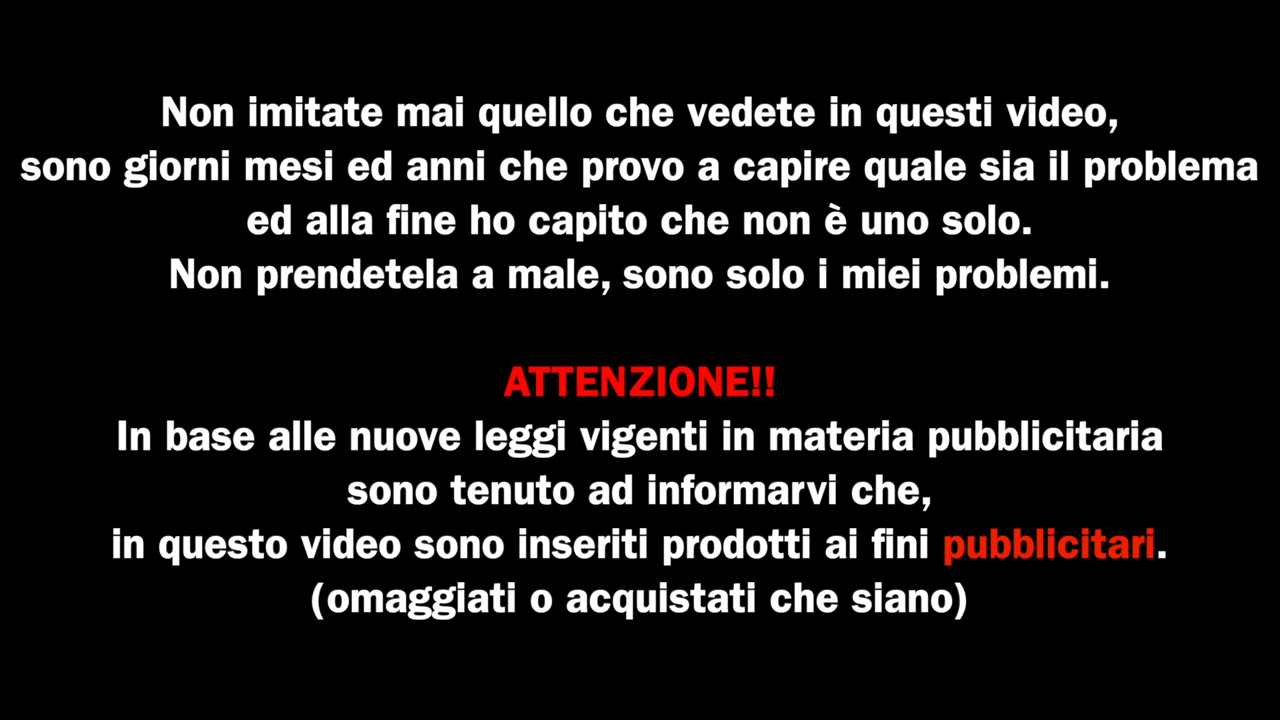 Non imitate mai quello che vedete in questi video,
sono giorni mesi ed anni che provo a capire quale sia il problema
ed alla fine ho capito che non è uno solo.
Non prendetela a male, sono solo i miei problemi.
ATTENZIONE!!
In base alle nuove leggi vigenti in materia pubblicitaria
sono tenuto ad informarvi che,
in questo video sono inseriti prodotti ai fini pubblicitari.
(omaggiati o acquistati che siano)